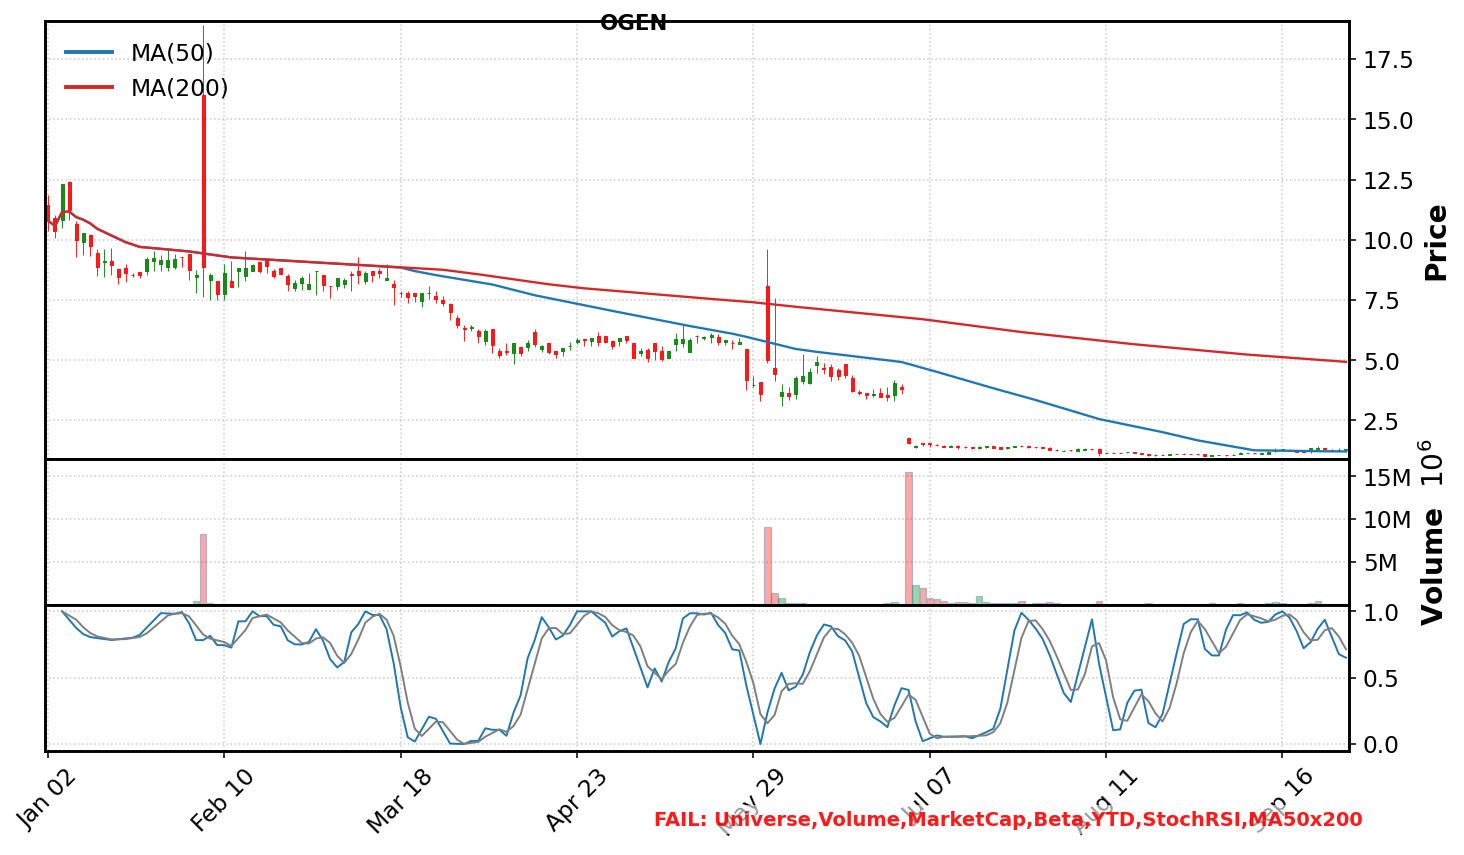 OGEN
MA(50)
MA(200)
17.5
15.0
12.5
10.0
7.5
5.0
2.5
Price
15M
10M
5M
Volume 10⁶
1.0
0.5
0.0
Jan 02
Feb 10
Mar 18
Apr 23
May 29
Jul 07
Aug 11
Sep 16
FAIL: Universe,Volume,MarketCap,Beta,YTD,StochRSI,MA50x200